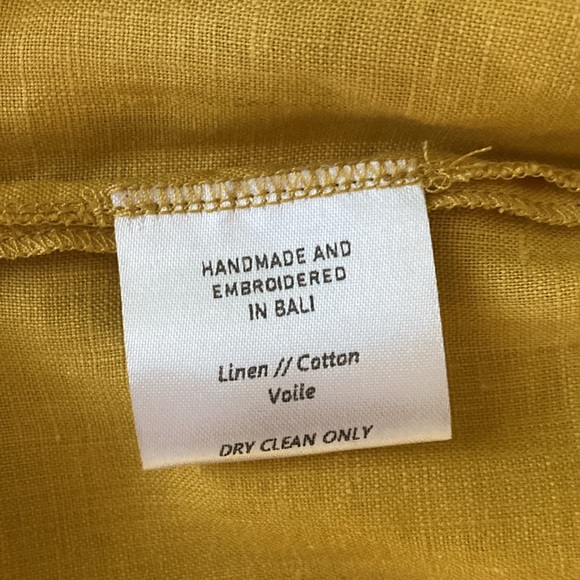 HANDMADE AND
EMBROIDERED
IN BALI
Linen // Cotton
Voile
DRY CLEAN ONLY